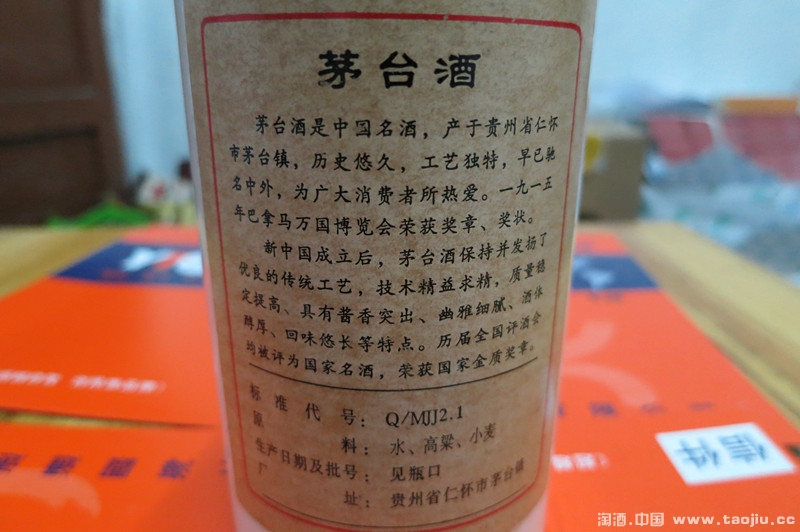 茅台酒
茅台酒是中国名酒，产于贵州省仁怀
市茅台镇，历史悠久，工艺独特，早已驰
名中外，为广大消费者所热爱。一九一五
年巴拿马万国博览会荣获奖章、奖状。
新中国成立后，茅台酒保持并发扬了
优良的传统工艺，技术精益求精，质量稳
定提高、具有酱香突出、幽雅细腻、酒体
醇厚、回味悠长等特点。历届全国评酒会
均被评为国家名酒，荣获国家金质奖章。
标准代号：Q/MJJ2.1
原料：水、高粱、小麦
生产日期及批号：见瓶口
厂址：贵州省仁怀市茅台镇
信件
淘酒.中国 www.taojiu.cc